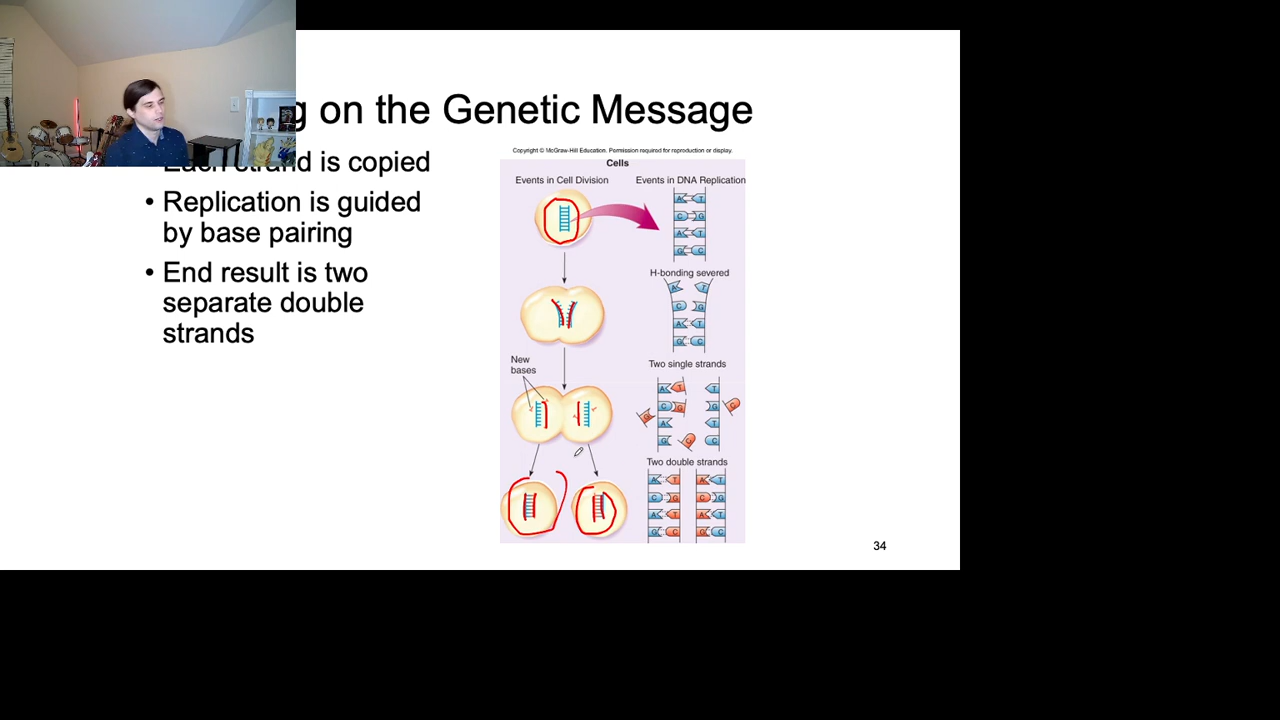 g on the Genetic Message
Each strand is copied
• Replication is guided
by base pairing
• End result is two
separate double
strands
Copyright © McGraw-Hill Education. Permission required for reproduction or display.
Cells
Events in Cell Division
Events in DNA Replication
A T
C G
A T
G C
H-bonding severed
A T
C G
A T
G C
New
bases
Two single strands
A T T
C G G C
G A T
G C C
Two double strands
A T A T
C G C G
A T A T
G C G C
34